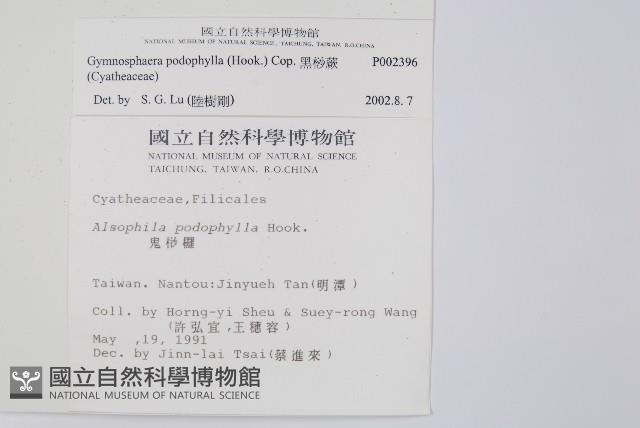 國立自然科學博物館
NATIONAL MUSEUM OF NATURAL SCIENCE, TAICHUNG, TAIWAN, R.O.CHINA
Gymnosphaera podophylla (Hook.) Cop. 黑桫蕨 P002396
(Cyatheaceae)
Det. by S. G. Lu (陸樹剛) 2002.8. 7
國立自然科學博物館
NATIONAL MUSEUM OF NATURAL SCIENCE
TAICHUNG, TAIWAN, R.O.CHINA
Cyatheaceae,Filicales
Alsophila podophylla Hook.
鬼桫欏
Taiwan. Nantou:Jinyueh Tan(明潭)
Coll. by Horng-yi Sheu & Suey-rong Wang
(許弘宜,王穗容)
May ,19, 1991
Dec. by Jinn-lai Tsai(蔡進來)
國立自然科學博物館
NATIONAL MUSEUM OF NATURAL SCIENCE